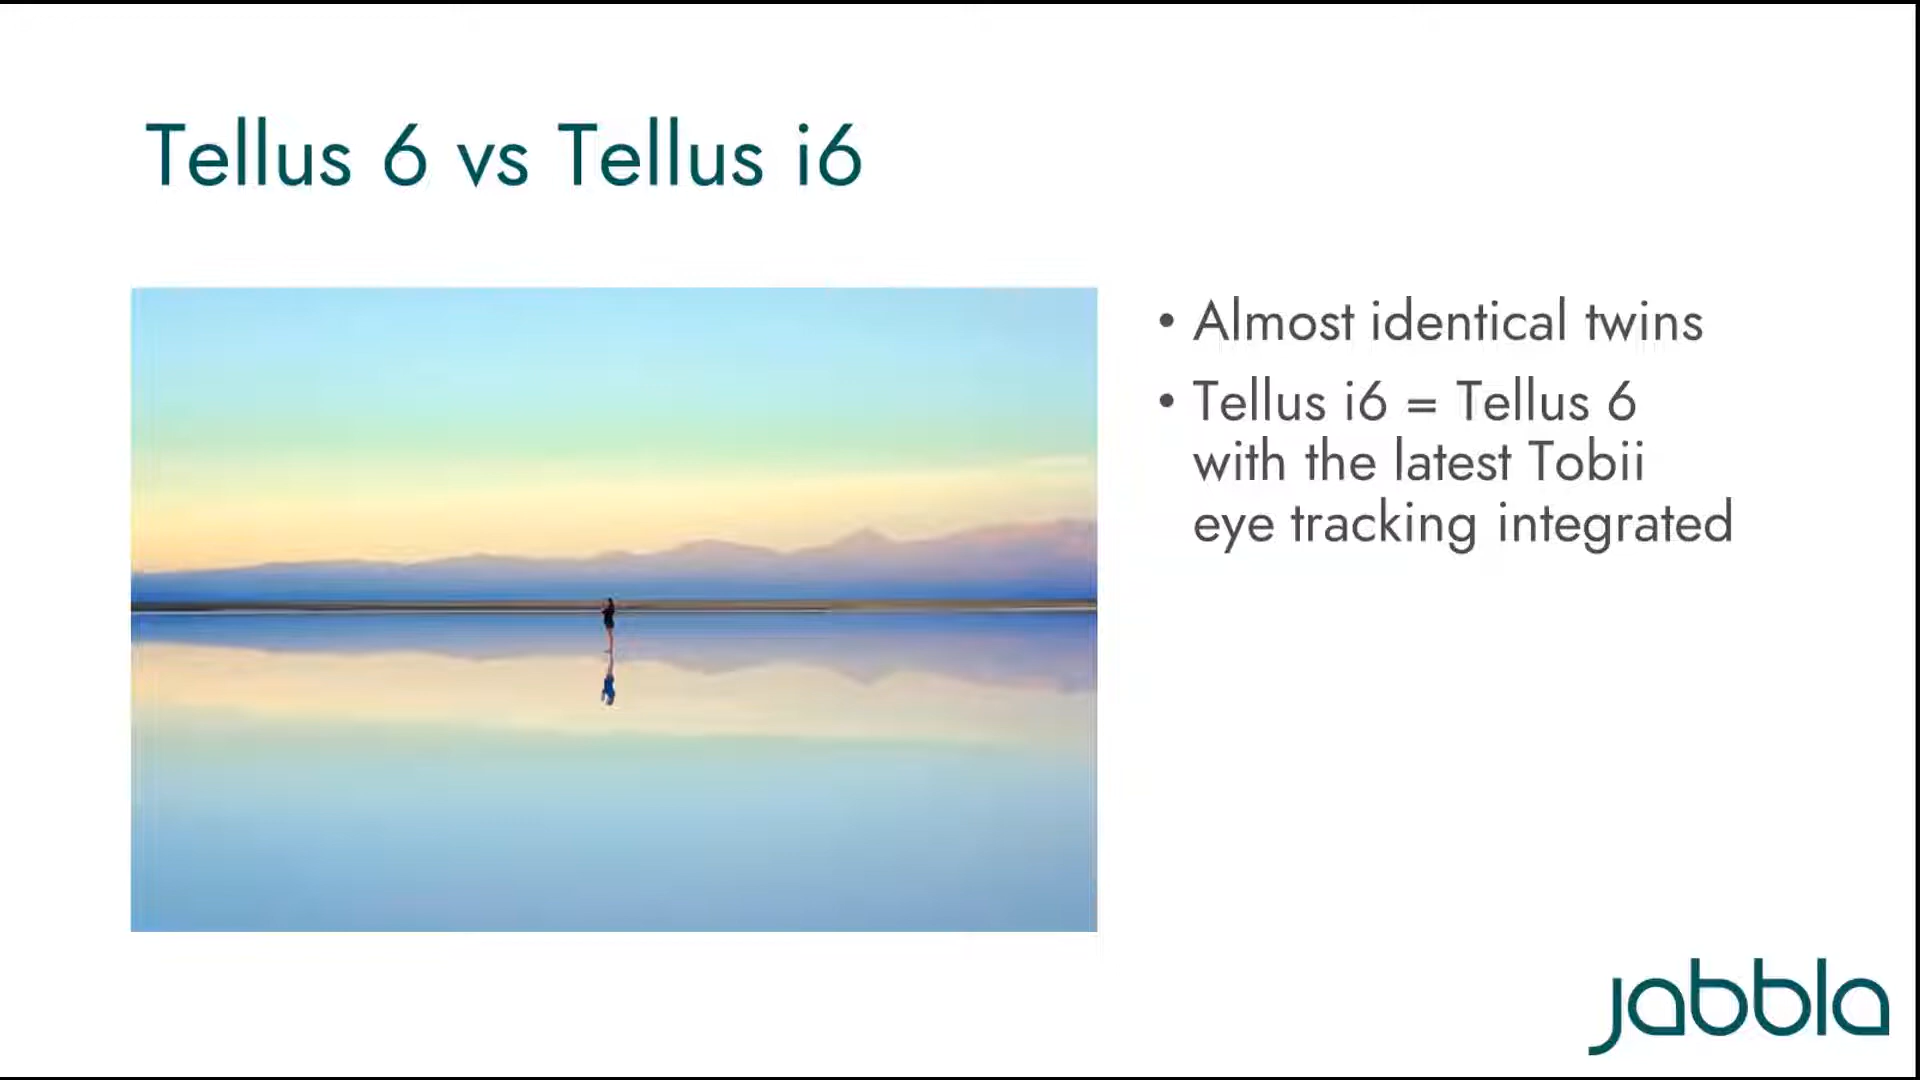 Tellus 6 vs Tellus i6
• Almost identical twins
• Tellus i6 = Tellus 6
with the latest Tobii
eye tracking integrated
jabbla